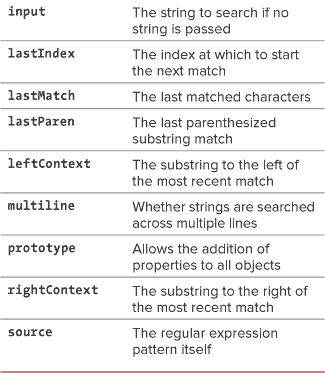 input The string to search if no
string is passed
lastIndex The index at which to start
the next match
lastMatch The last matched characters
lastParen The last parenthesized
substring match
leftContext The substring to the left of
the most recent match
multiline Whether strings are searched
across multiple lines
prototype Allows the addition of
properties to all objects
rightContext The substring to the right of
the most recent match
source The regular expression
pattern itself